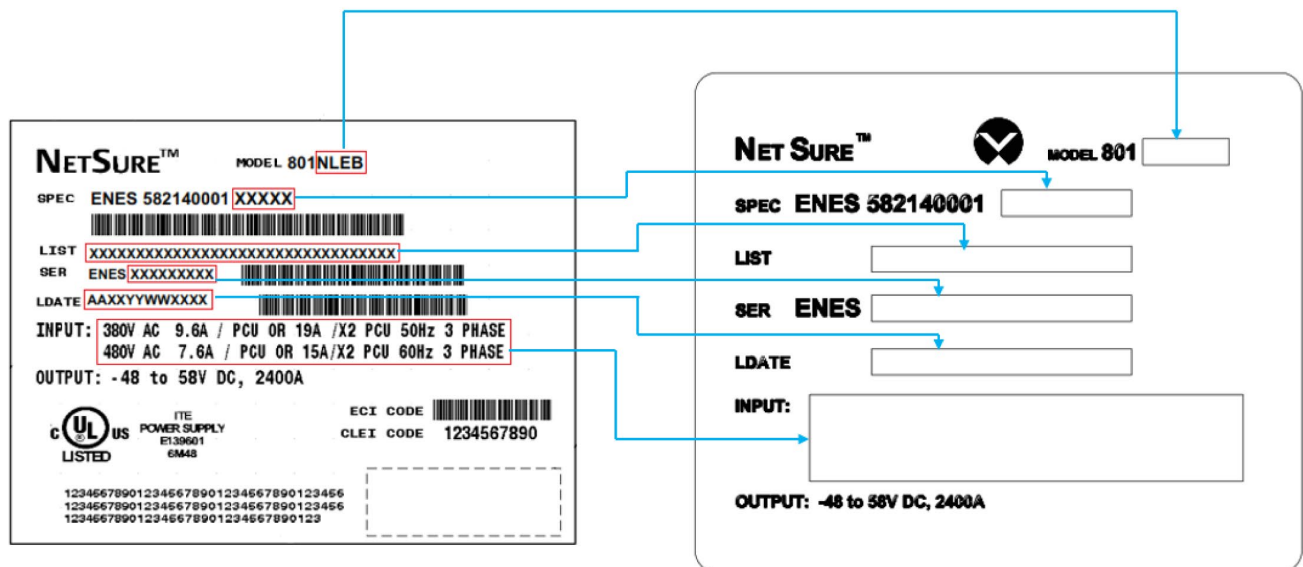 NETSURE™ MODEL 801NLEB
SPEC ENES 582140001 XXXXX
LIST XXXXXXXXXXXXXXXXXXXXXXXXXXXXXXXXX
SER ENES XXXXXXXXX
LDATE AAXXYYWWXXXX
INPUT: 380V AC 9.6A / PCU OR 19A /X2 PCU 50Hz 3 PHASE
480V AC 7.6A / PCU OR 15A/X2 PCU 60Hz 3 PHASE
OUTPUT: -48 to 58V DC, 2400A
C UL ® US LISTED
ITE
POWER SUPPLY
E139601
6M48
ECI CODE
CLEI CODE 1234567890
123456789012345678901234567890123456
123456789012345678901234567890123456
123456789012345678901234567890123
NET SURE™ MODEL 801
SPEC ENES 582140001
LIST
SER ENES
LDATE
INPUT:
OUTPUT: -48 to 58V DC, 2400A